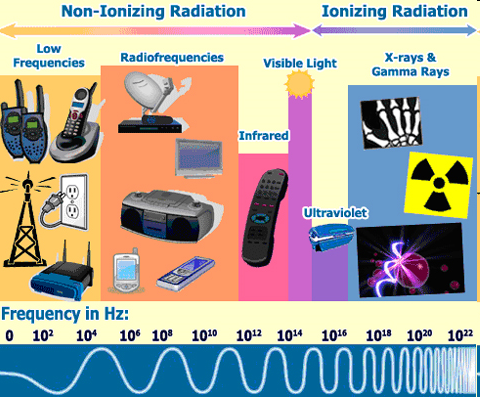 Non-Ionizing Radiation
Ionizing Radiation
Low
Frequencies
Radiofrequencies
Visible Light
X-rays &
Gamma Rays
Infrared
Ultraviolet
Frequency in Hz:
0 10² 10⁴ 10⁶ 10⁸ 10¹⁰ 10¹² 10¹⁴ 10¹⁶ 10¹⁸ 10²⁰ 10²²